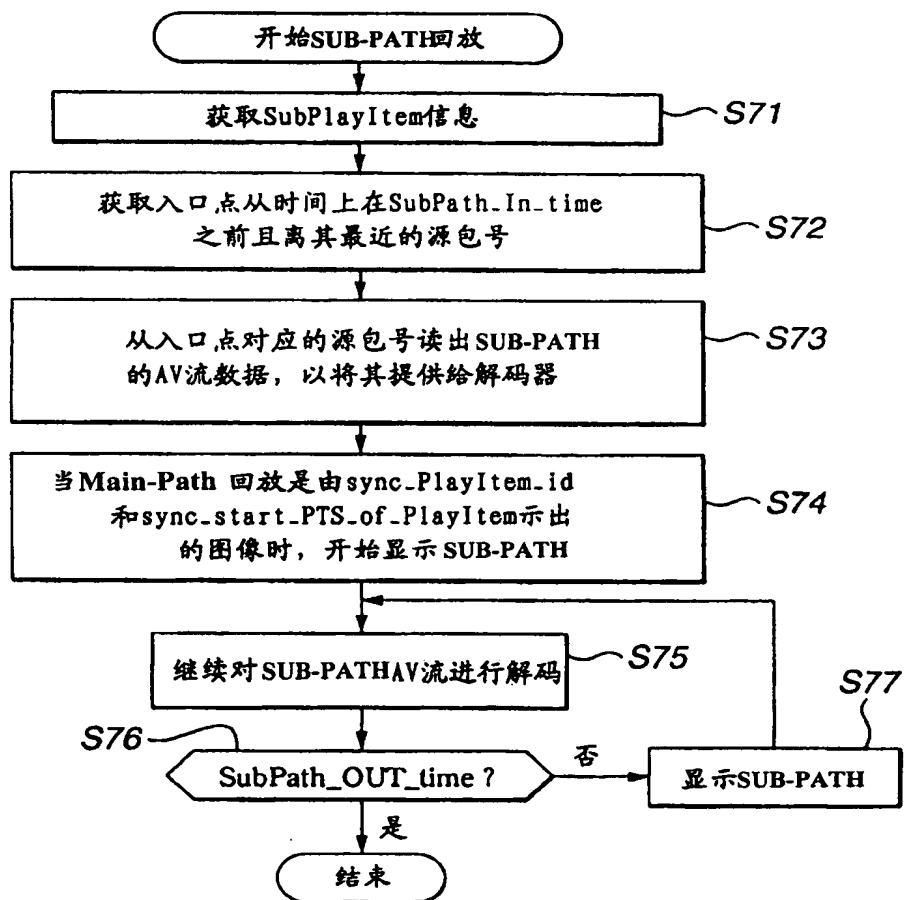 开始SUB-PATH回放
获取SubPlayItem信息
S71
获取入口点从时间上在SubPath_In_time
之前且离其最近的源包号
S72
从入口点对应的源包号读出SUB-PATH
的AV流数据，以将其提供给解码器
S73
当Main-Path 回放是由sync_PlayItem_id
和sync_start_PTS_of_PlayItem示出
的图像时，开始显示SUB-PATH
S74
继续对SUB-PATHAV流进行解码
S75
S76
SubPath_OUT_time？
否
显示SUB-PATH
S77
是
结束